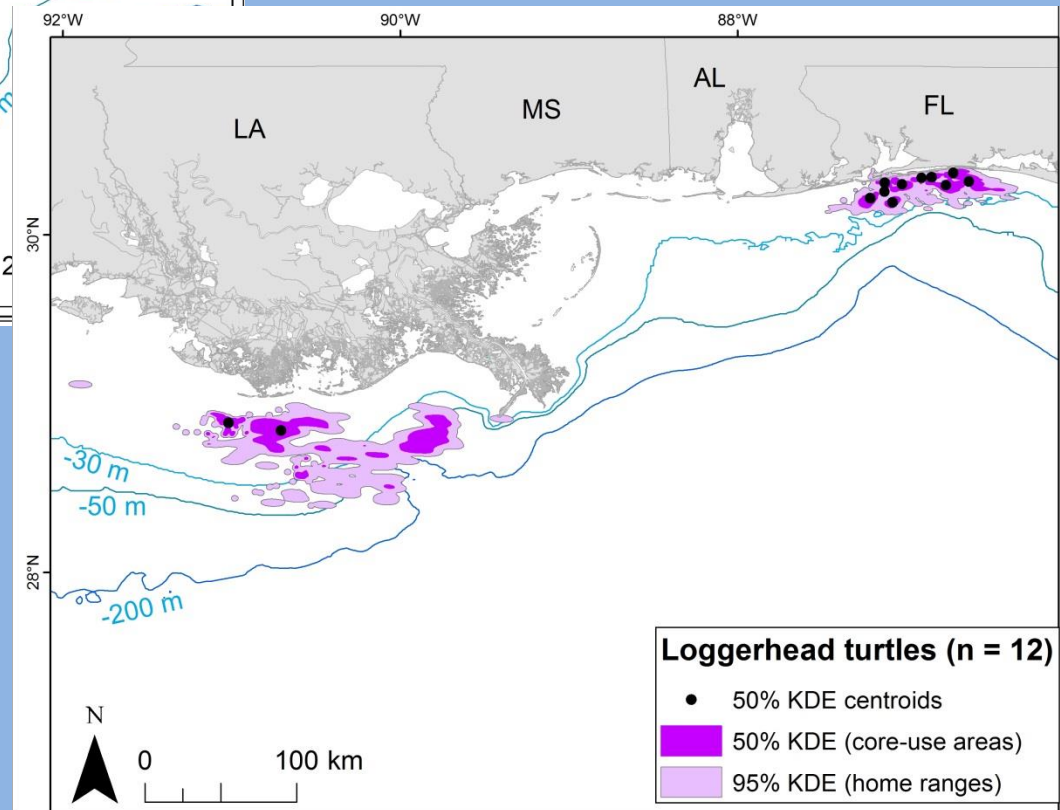 92°W 90°W 88°W
m
LA
MS
AL
FL
30°N
2
-30 m
-50 m
28°N
-200 m
N
0 100 km
Loggerhead turtles (n = 12)
50% KDE centroids
50% KDE (core-use areas)
95% KDE (home ranges)